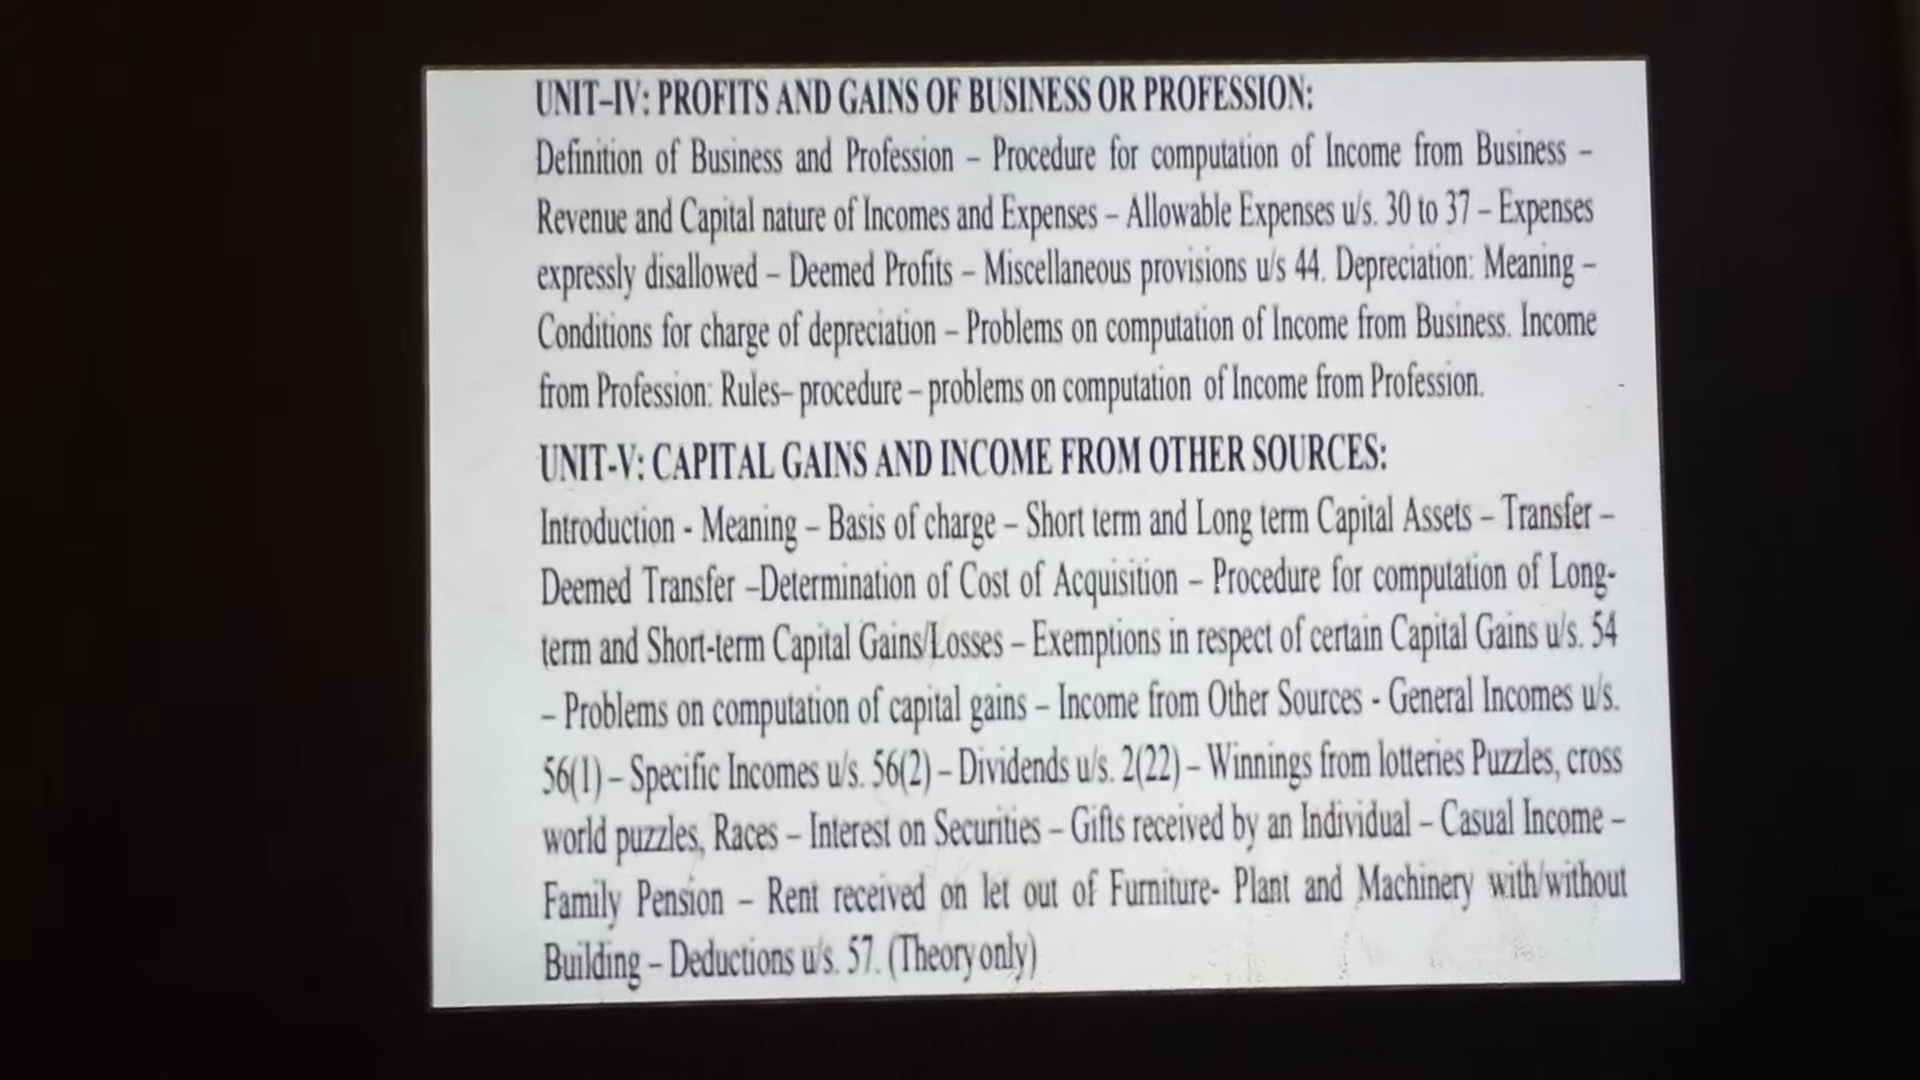 UNIT–IV: PROFITS AND GAINS OF BUSINESS OR PROFESSION:
Definition of Business and Profession – Procedure for computation of Income from Business –
Revenue and Capital nature of Incomes and Expenses – Allowable Expenses u/s. 30 to 37 – Expenses
expressly disallowed – Deemed Profits – Miscellaneous provisions u/s 44. Depreciation: Meaning –
Conditions for charge of depreciation – Problems on computation of Income from Business. Income
from Profession: Rules– procedure – problems on computation of Income from Profession.
UNIT-V: CAPITAL GAINS AND INCOME FROM OTHER SOURCES:
Introduction - Meaning – Basis of charge – Short term and Long term Capital Assets – Transfer –
Deemed Transfer –Determination of Cost of Acquisition – Procedure for computation of Long-
term and Short-term Capital Gains/Losses – Exemptions in respect of certain Capital Gains u/s. 54
– Problems on computation of capital gains – Income from Other Sources - General Incomes u/s.
56(1) – Specific Incomes u/s. 56(2) – Dividends u/s. 2(22) – Winnings from lotteries Puzzles, cross
world puzzles, Races – Interest on Securities – Gifts received by an Individual – Casual Income –
Family Pension – Rent received on let out of Furniture- Plant and Machinery with/without
Building – Deductions u/s. 57. (Theory only)